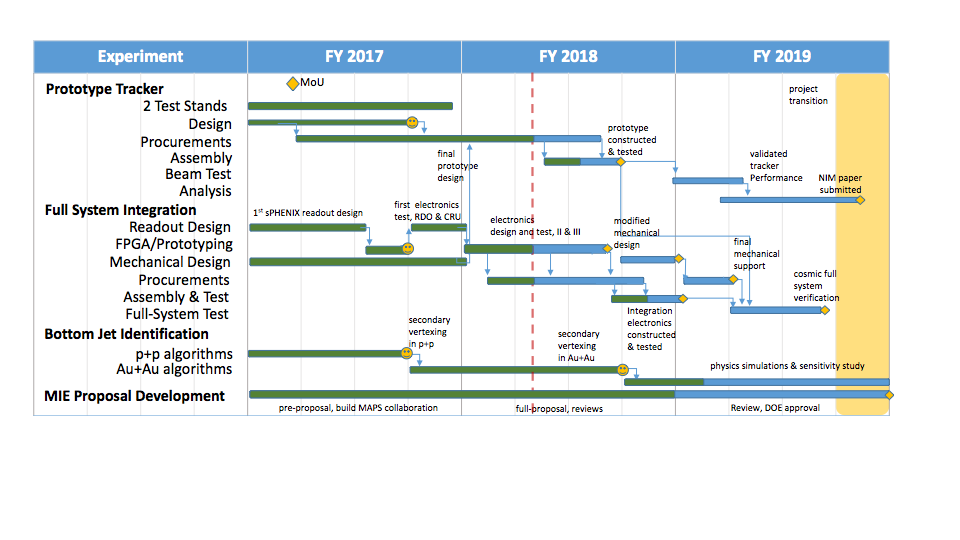 Experiment FY 2017 FY 2018 FY 2019
Prototype Tracker
MoU
project
transition
2 Test Stands
Design
Procurements
prototype
constructed
& tested
Assembly
final
prototype
design
validated
tracker
Performance
Beam Test
NIM paper
submitted
Analysis
Full System Integration
1st sPHENIX readout design
first electronics
test, RDO & CRU
electronics
design and test, II & III
modified
mechanical
design
Readout Design
FPGA/Prototyping
final
mechanical
support
Mechanical Design
cosmic full
system
verification
Procurements
Assembly & Test
Full-System Test
Integration
electronics
constructed
& tested
Bottom Jet Identification
secondary
vertexing
in p+p
secondary
vertexing
in Au+Au
p+p algorithms
Au+Au algorithms
physics simulations & sensitivity study
MIE Proposal Development
pre-proposal, build MAPS collaboration
full-proposal, reviews
Review, DOE approval